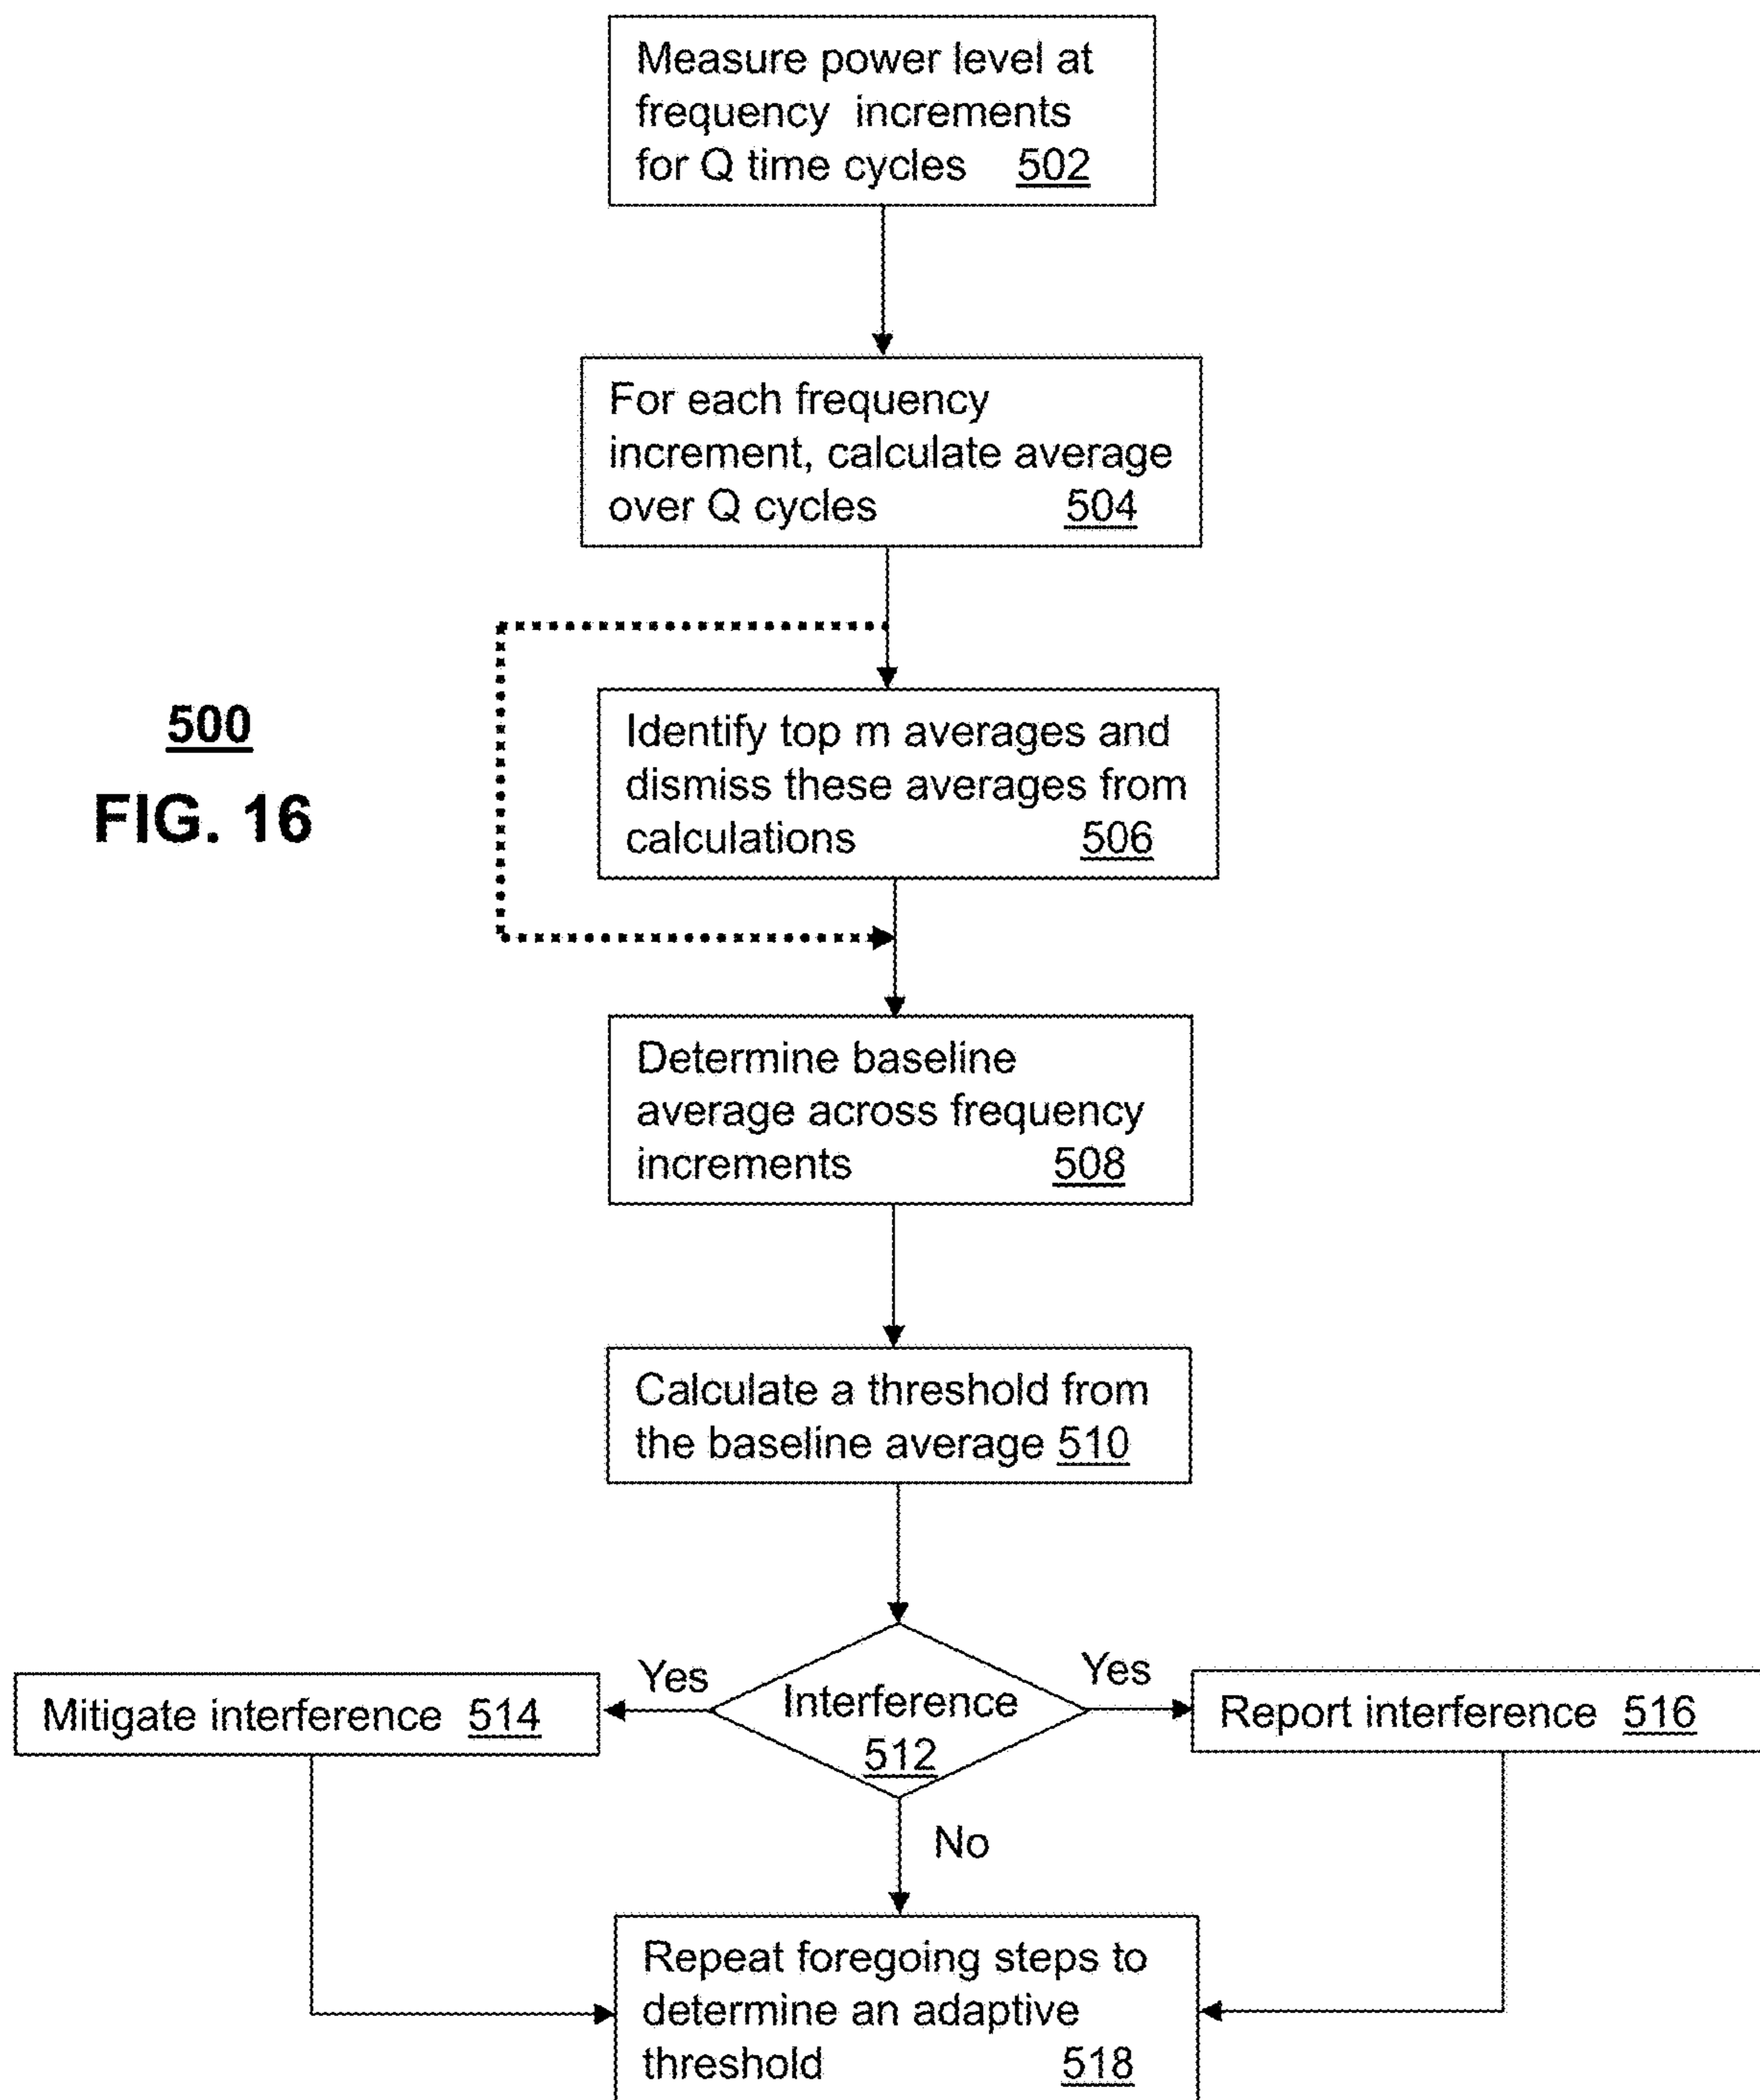 Measure power level at
frequency increments
for Q time cycles 502
For each frequency
increment, calculate average
over Q cycles 504
500
FIG. 16
Identify top m averages and
dismiss these averages from
calculations 506
Determine baseline
average across frequency
increments 508
Calculate a threshold from
the baseline average 510
Yes
Yes
Mitigate interference 514
Interference
512
Report interference 516
No
Repeat foregoing steps to
determine an adaptive
threshold 518